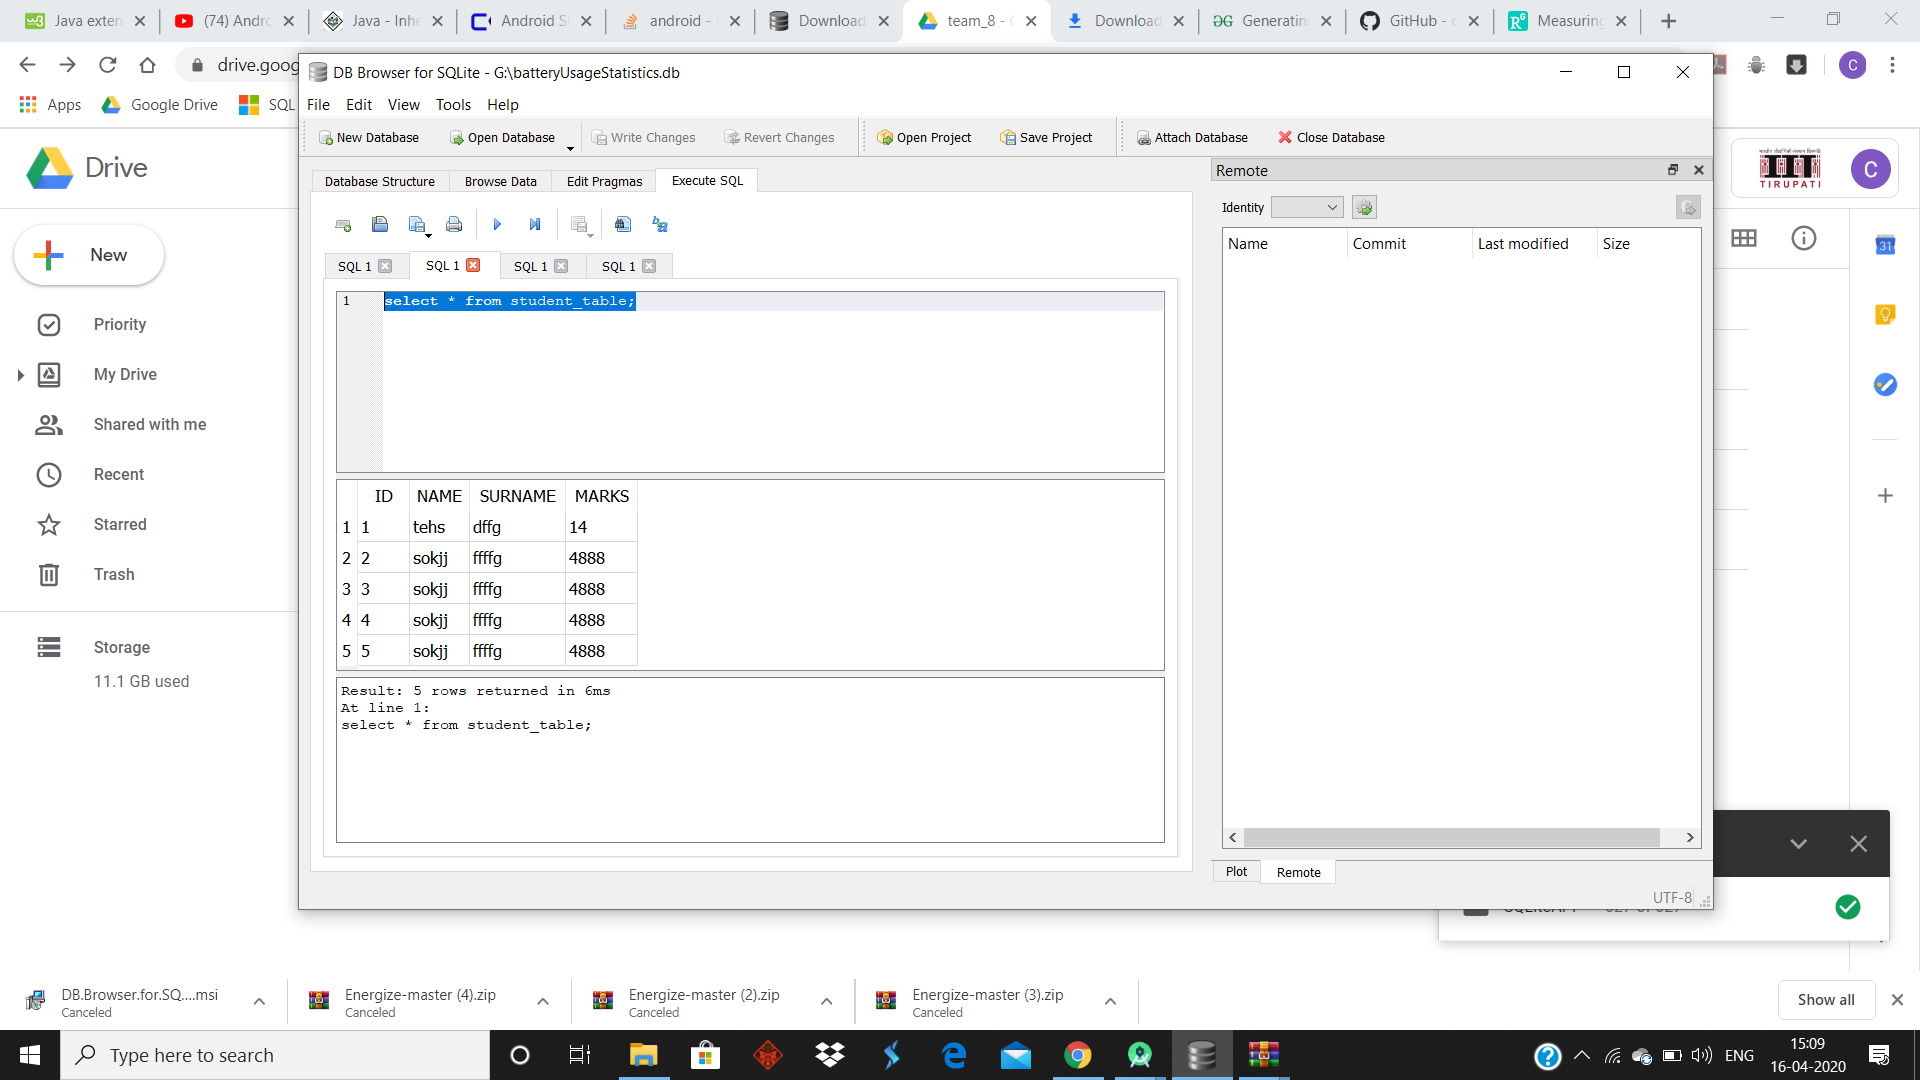 Java exten
(74) Andro
Java - Inhe
Android S
android -
Download
team_8 -
Download
Generating
GitHub -
Measuring
drive.goog
DB Browser for SQLite - G:\batteryUsageStatistics.db
File Edit View Tools Help
Apps
Google Drive
SQL
New Database
Open Database
Write Changes
Revert Changes
Open Project
Save Project
Attach Database
Close Database
C
Drive
New
Priority
My Drive
Shared with me
Recent
Starred
Trash
Storage
11.1 GB used
Database Structure
Browse Data
Edit Pragmas
Execute SQL
SQL 1
SQL 1
SQL 1
SQL 1
1 select * from student_table;
ID NAME SURNAME MARKS
1 1 tehs dffg 14
2 2 sokjj ffffg 4888
3 3 sokjj ffffg 4888
4 4 sokjj ffffg 4888
5 5 sokjj ffffg 4888
Result: 5 rows returned in 6ms
At line 1:
select * from student_table;
Remote
Identity
Name Commit Last modified Size
Plot
Remote
UTF-8
TIRUPATI
C
31
DB.Browser.for.SQ....msi
Canceled
Energize-master (4).zip
Canceled
Energize-master (2).zip
Canceled
Energize-master (3).zip
Canceled
Show all
Type here to search
ENG
15:09
16-04-2020